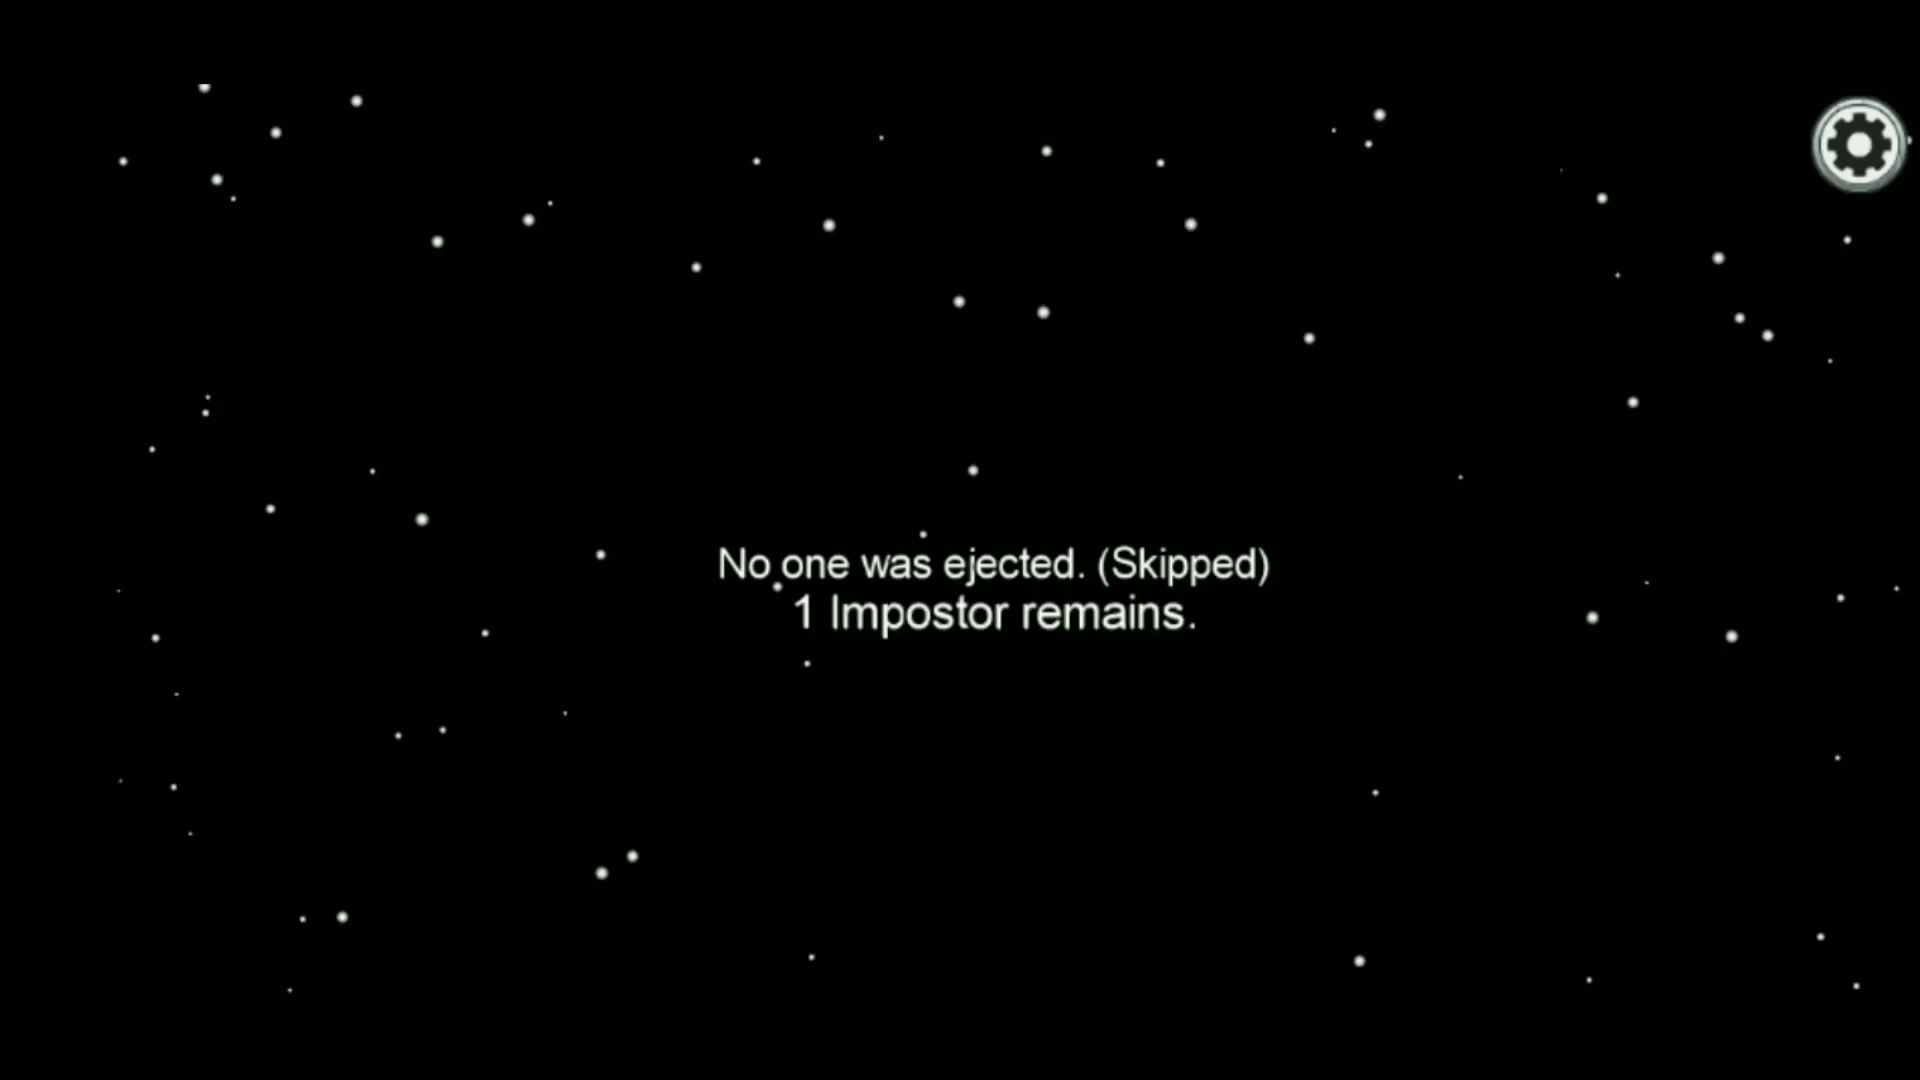 No one was ejected. (Skipped)
1 Impostor remains.